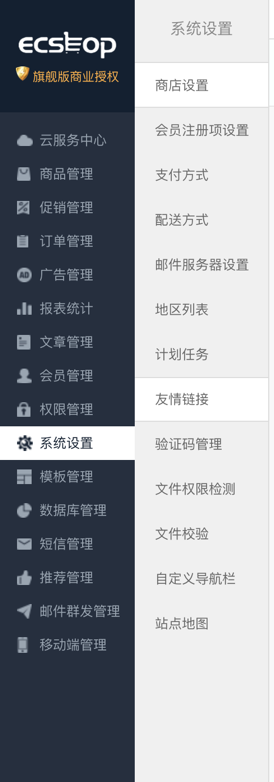 ecshop
旗舰版商业授权
云服务中心
商品管理
促销管理
订单管理
AD
广告管理
报表统计
文章管理
会员管理
权限管理
系统设置
模板管理
数据库管理
短信管理
推荐管理
邮件群发管理
移动端管理
系统设置
商店设置
会员注册项设置
支付方式
配送方式
邮件服务器设置
地区列表
计划任务
友情链接
验证码管理
文件权限检测
文件校验
自定义导航栏
站点地图